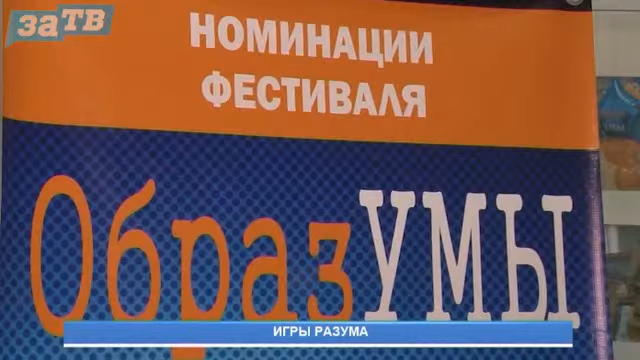 заТВ
НОМИНАЦИИ
ФЕСТИВАЛЯ
ОбразУМЫ
ИГРЫ РАЗУМА